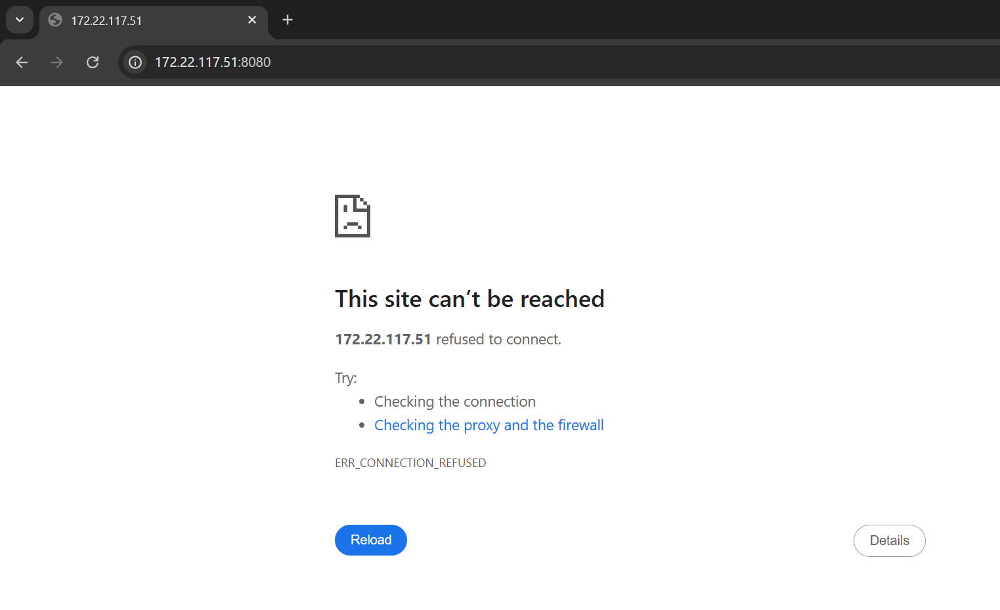 172.22.117.51
172.22.117.51:8080
This site can’t be reached
172.22.117.51 refused to connect.
Try:
Checking the connection
Checking the proxy and the firewall
ERR_CONNECTION_REFUSED
Reload
Details